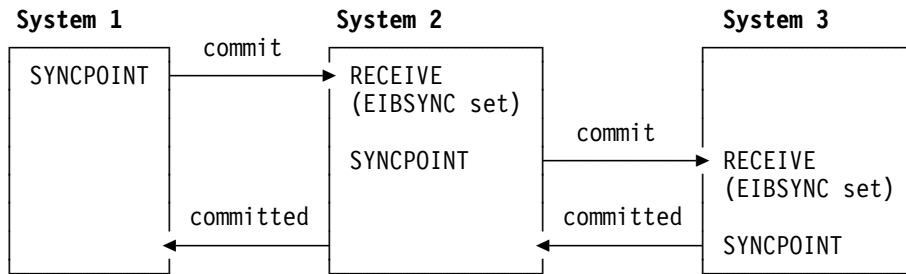 System 1
System 2
System 3
commit
SYNCPOINT
RECEIVE
(EIBSYNC set)
commit
SYNCPOINT
RECEIVE
(EIBSYNC set)
committed
committed
SYNCPOINT